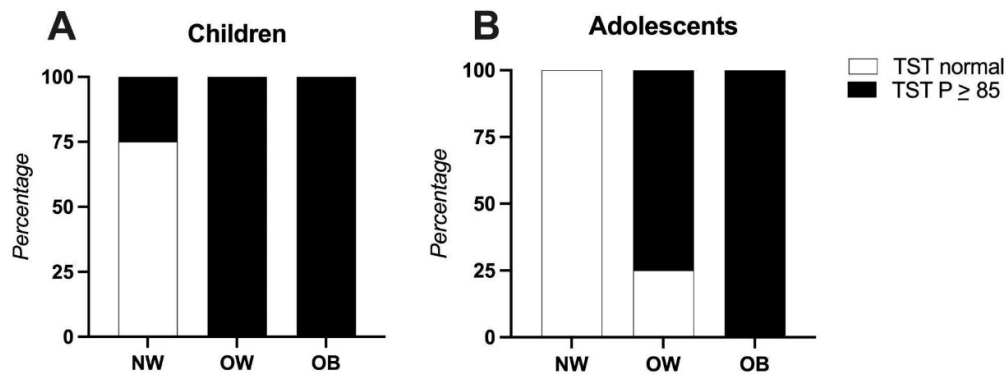 A
Children
Percentage
100
75
50
25
0
NW OW OB
B
Adolescents
Percentage
100
75
50
25
0
NW OW OB
TST normal
TST P ≥ 85